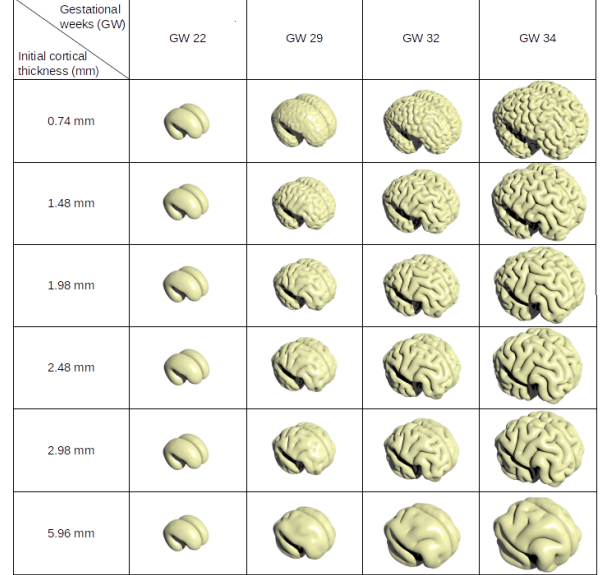 Gestational
weeks (GW)
Initial cortical
thickness (mm)
GW 22
GW 29
GW 32
GW 34
0.74 mm
1.48 mm
1.98 mm
2.48 mm
2.98 mm
5.96 mm